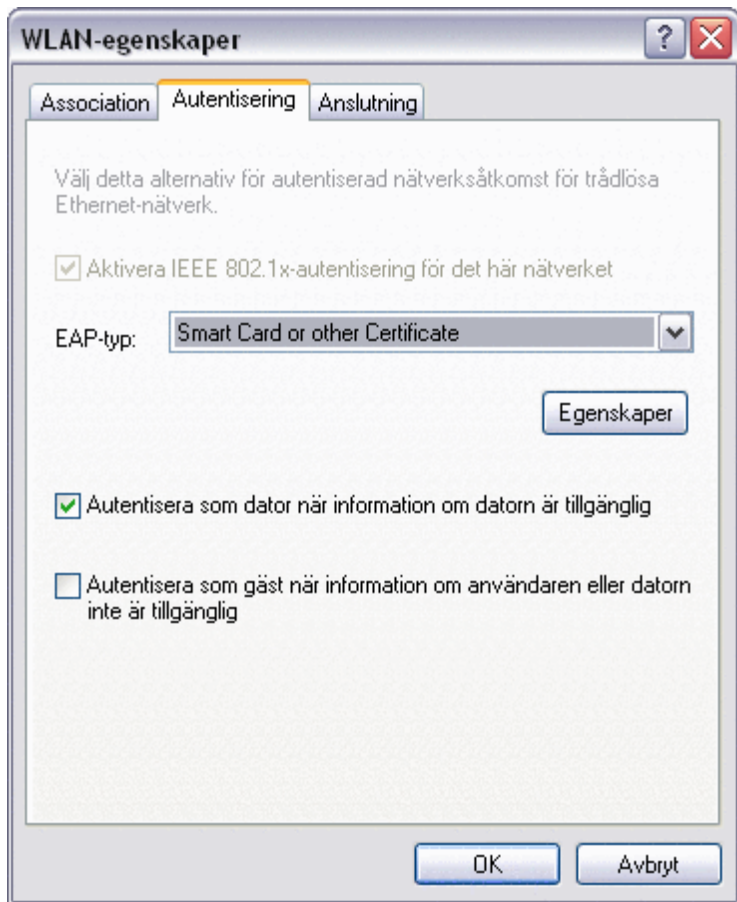 WLAN-egenskaper
Association
Autentisering
Anslutning
Välj detta alternativ för autentiserad nätverksåtkomst för trådlösa
Ethernet-nätverk.
Aktivera IEEE 802.1x-autentisering för det här nätverket
EAP-typ:
Smart Card or other Certificate
Egenskaper
Autentisera som dator när information om datorn är tillgänglig
Autentisera som gäst när information om användaren eller datorn
inte är tillgänglig
OK
Avbryt